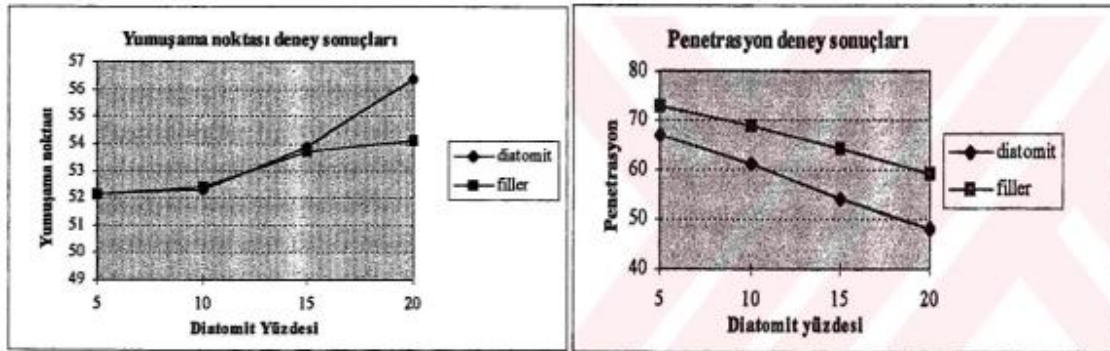 Yumuşama noktası deney sonuçları
57
56
55
54
53
52
51
50
49
Yumuşama noktası
5 10 15 20
Diatomit Yüzdesi
diatomit
filler
Penetrasyon deney sonuçları
80
70
60
50
40
Penetrasyon
5 10 15 20
Diatomit yüzdesi
diatomit
filler